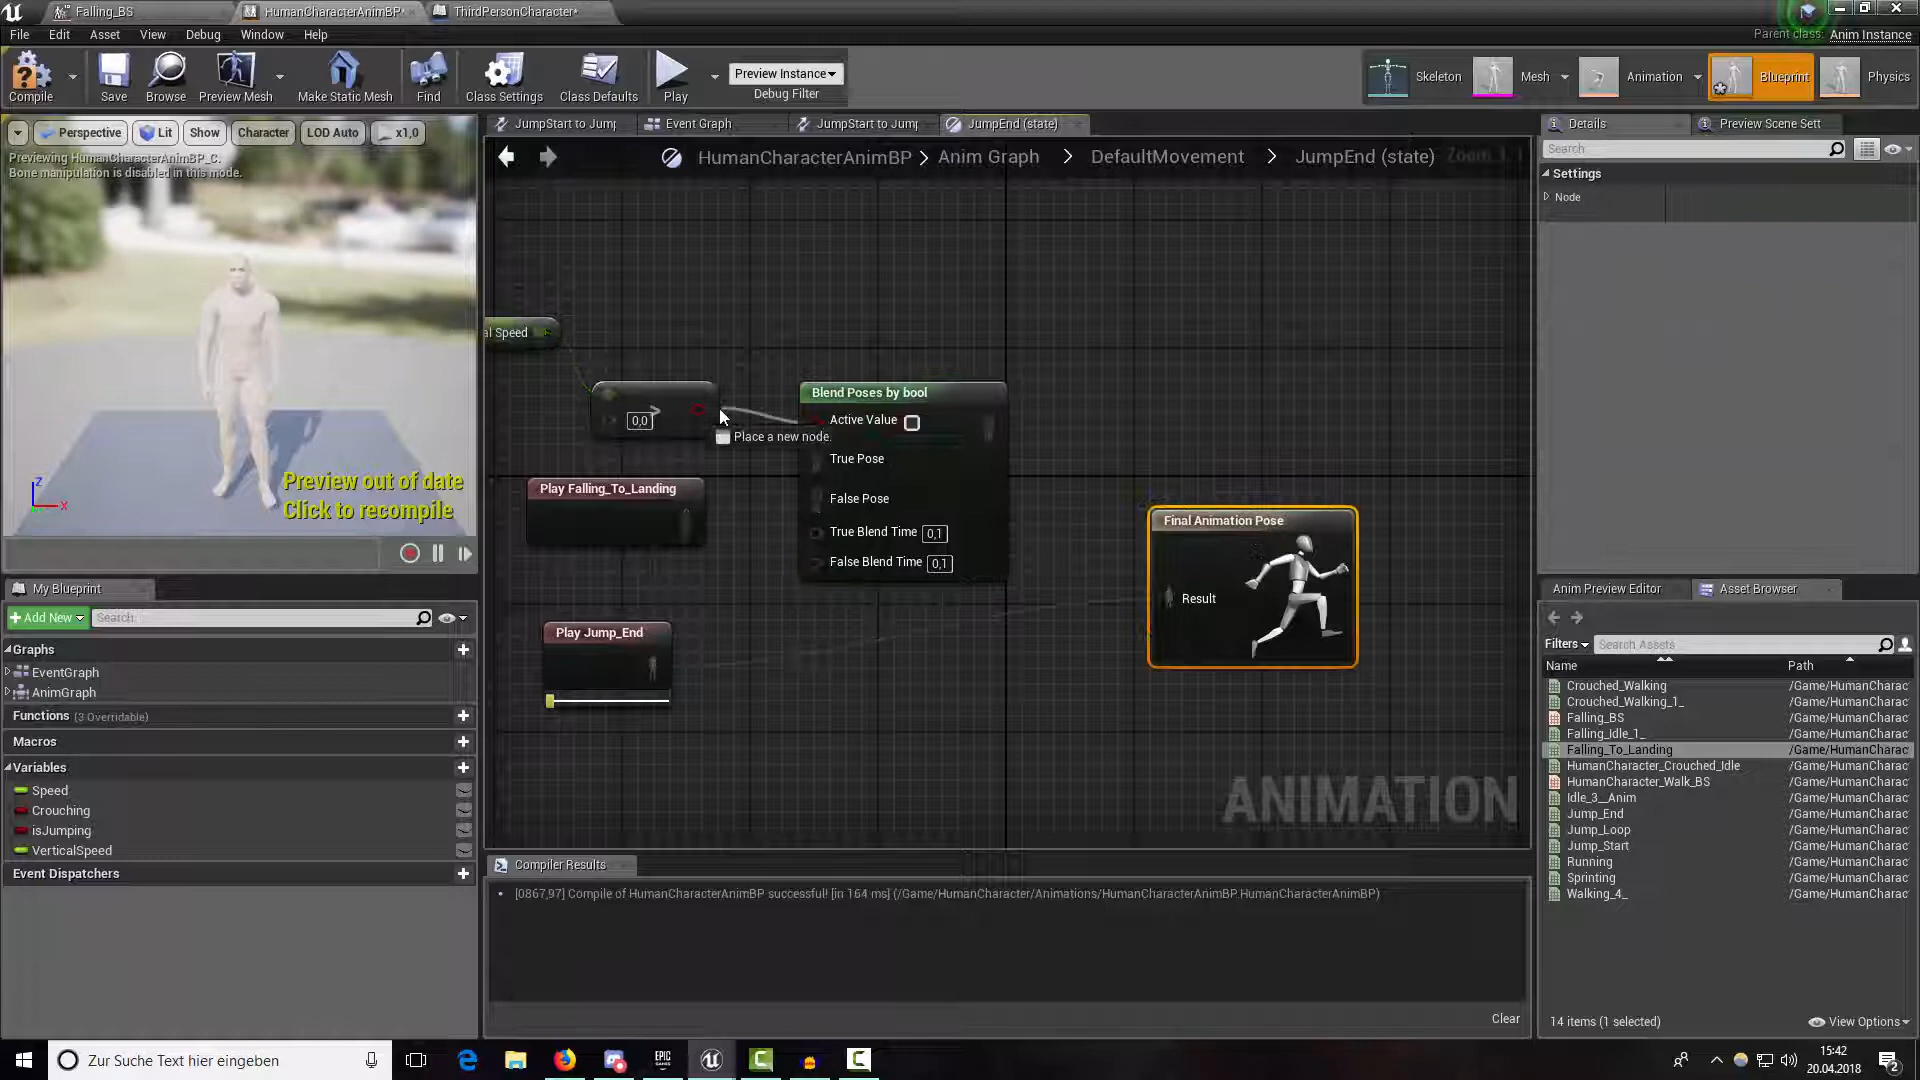 Falling_BS
HumanCharacterAnimBP*
ThirdPersonCharacter*
File Edit Asset View Debug Window Help
Parent class: Anim Instance
Compile
Save
Browse
Preview Mesh
Make Static Mesh
Find
Class Settings
Class Defaults
Play
Preview Instance
Debug Filter
Skeleton
Mesh
Animation
Blueprint
Physics
Perspective
Lit
Show
Character
LOD Auto
x1,0
Previewing HumanCharacterAnimBP_C.
Bone manipulation is disabled in this mode.
Preview out of date
Click to recompile
Z
X
JumpStart to Jump
Event Graph
JumpStart to Jump
JumpEnd (state)
HumanCharacterAnimBP > Anim Graph > DefaultMovement > JumpEnd (state)
al Speed
>
0,0
Place a new node.
Blend Poses by bool
Active Value
True Pose
False Pose
True Blend Time 0,1
False Blend Time 0,1
Play Falling_To_Landing
Play Jump_End
Final Animation Pose
Result
ANIMATION
My Blueprint
Add New
Search
Graphs
EventGraph
AnimGraph
Functions (3 Overridable)
Macros
Variables
Speed
Crouching
isJumping
VerticalSpeed
Event Dispatchers
Compiler Results
[0867,97] Compile of HumanCharacterAnimBP successful! [in 164 ms] (/Game/HumanCharacter/Animations/HumanCharacterAnimBP.HumanCharacterAnimBP)
Clear
Details
Preview Scene Sett
Search
Settings
Node
Anim Preview Editor
Asset Browser
Filters
Search Assets
Name Path
Crouched_Walking /Game/HumanCharac
Crouched_Walking_1_ /Game/HumanCharac
Falling_BS /Game/HumanCharac
Falling_Idle_1_ /Game/HumanCharac
Falling_To_Landing /Game/HumanCharac
HumanCharacter_Crouched_Idle /Game/HumanCharac
HumanCharacter_Walk_BS /Game/HumanCharac
Idle_3__Anim /Game/HumanCharac
Jump_End /Game/HumanCharac
Jump_Loop /Game/HumanCharac
Jump_Start /Game/HumanCharac
Running /Game/HumanCharac
Sprinting /Game/HumanCharac
Walking_4_ /Game/HumanCharac
14 items (1 selected)
View Options
Zur Suche Text hier eingeben
EPIC GAMES
15:42
20.04.2018
2